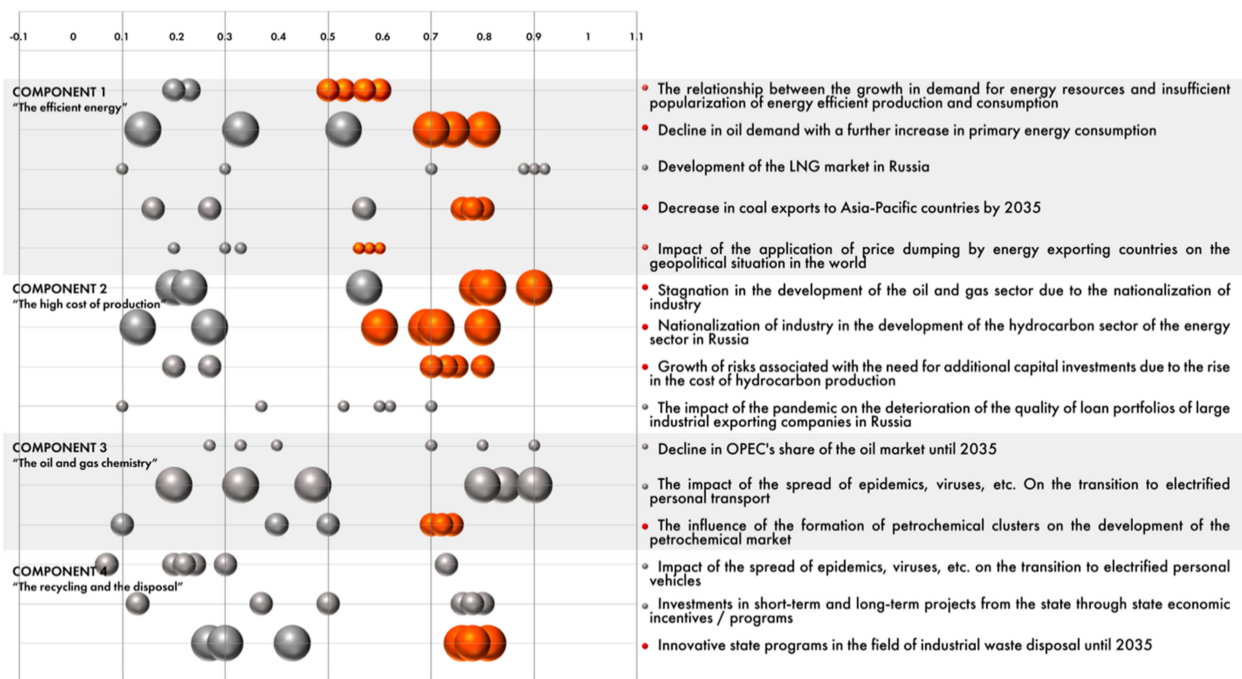 -0.1 0 0.1 0.2 0.3 0.4 0.5 0.6 0.7 0.8 0.9 1 1.1
COMPONENT 1
"The efficient energy"
The relationship between the growth in demand for energy resources and insufficient
popularization of energy efficient production and consumption
Decline in oil demand with a further increase in primary energy consumption
Development of the LNG market in Russia
Decrease in coal exports to Asia-Pacific countries by 2035
Impact of the application of price dumping by energy exporting countries on the
geopolitical situation in the world
COMPONENT 2
"The high cost of production"
Stagnation in the development of the oil and gas sector due to the nationalization of
industry
Nationalization of industry in the development of the hydrocarbon sector of the energy
sector in Russia
Growth of risks associated with the need for additional capital investments due to the rise
in the cost of hydrocarbon production
The impact of the pandemic on the deterioration of the quality of loan portfolios of large
industrial exporting companies in Russia
COMPONENT 3
"The oil and gas chemistry"
Decline in OPEC's share of the oil market until 2035
The impact of the spread of epidemics, viruses, etc. On the transition to electrified
personal transport
The influence of the formation of petrochemical clusters on the development of the
petrochemical market
COMPONENT 4
"The recycling and the disposal"
Impact of the spread of epidemics, viruses, etc. on the transition to electrified personal
vehicles
Investments in short-term and long-term projects from the state through state economic
incentives / programs
Innovative state programs in the field of industrial waste disposal until 2035